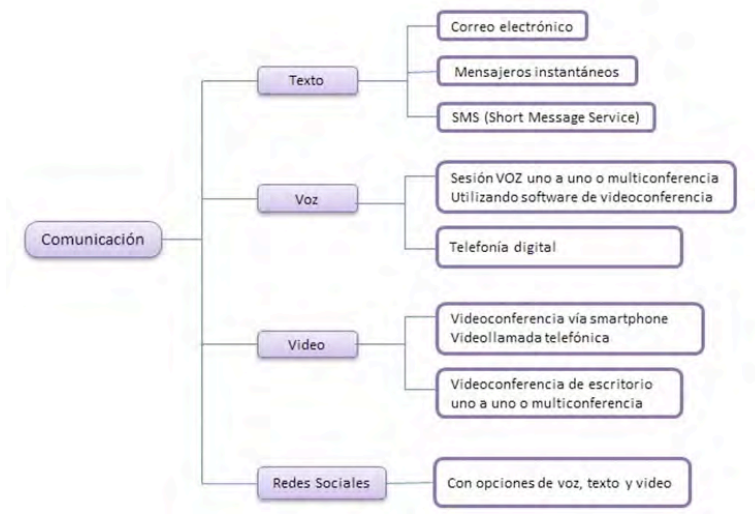 Comunicación
Texto
Correo electrónico
Mensajeros instantáneos
SMS (Short Message Service)
Voz
Sesión VOZ uno a uno o multiconferencia
Utilizando software de videoconferencia
Telefonía digital
Video
Videoconferencia vía smartphone
Videollamada telefónica
Videoconferencia de escritorio
uno a uno o multiconferencia
Redes Sociales
Con opciones de voz, texto y video